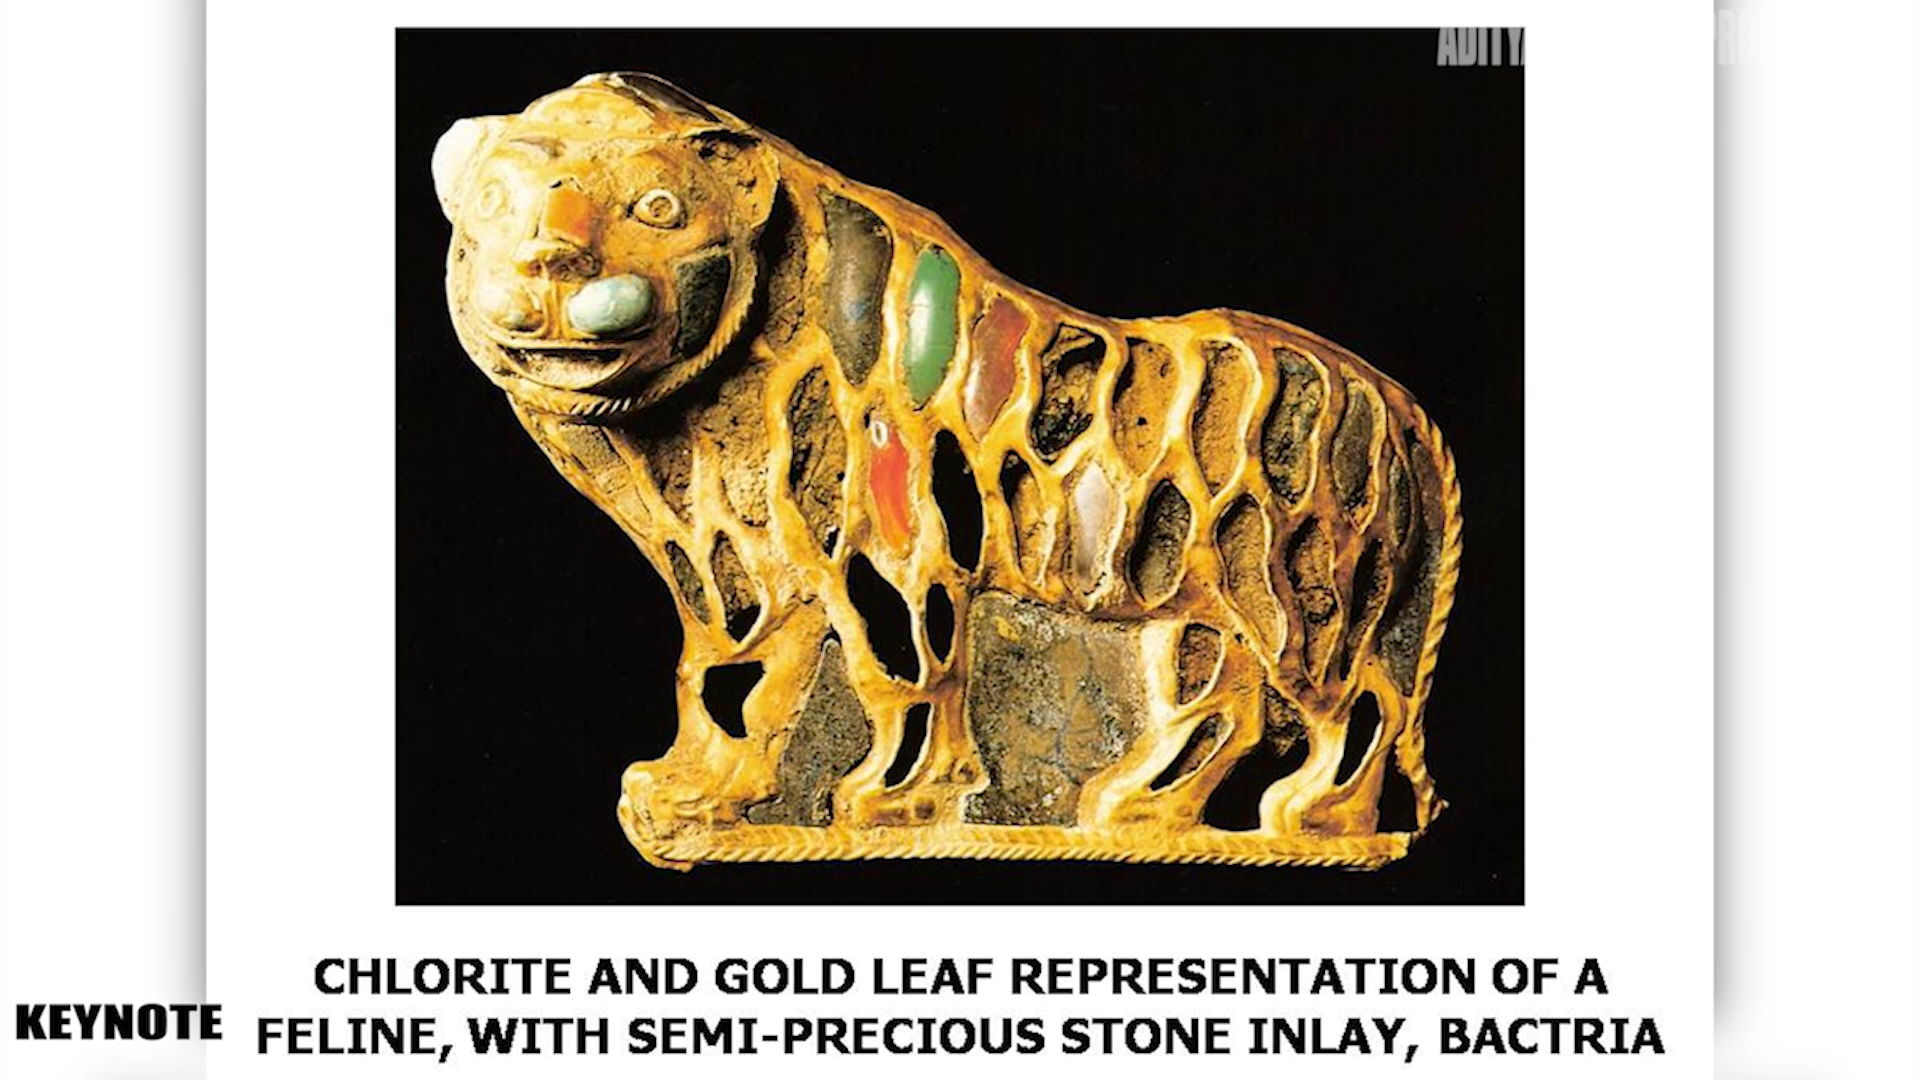 CHLORITE AND GOLD LEAF REPRESENTATION OF A
FELINE, WITH SEMI-PRECIOUS STONE INLAY, BACTRIA
KEYNOTE